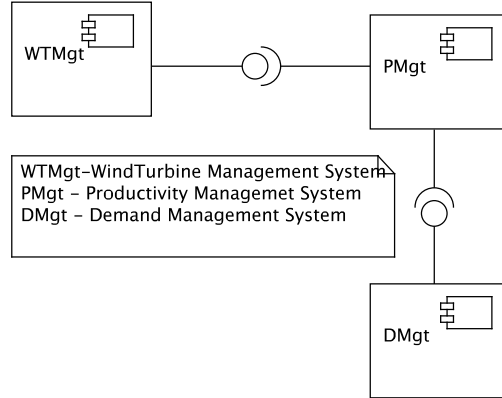 WTMgt
PMgt
WTMgt-WindTurbine Management System
PMgt - Productivity Managemet System
DMgt - Demand Management System
DMgt